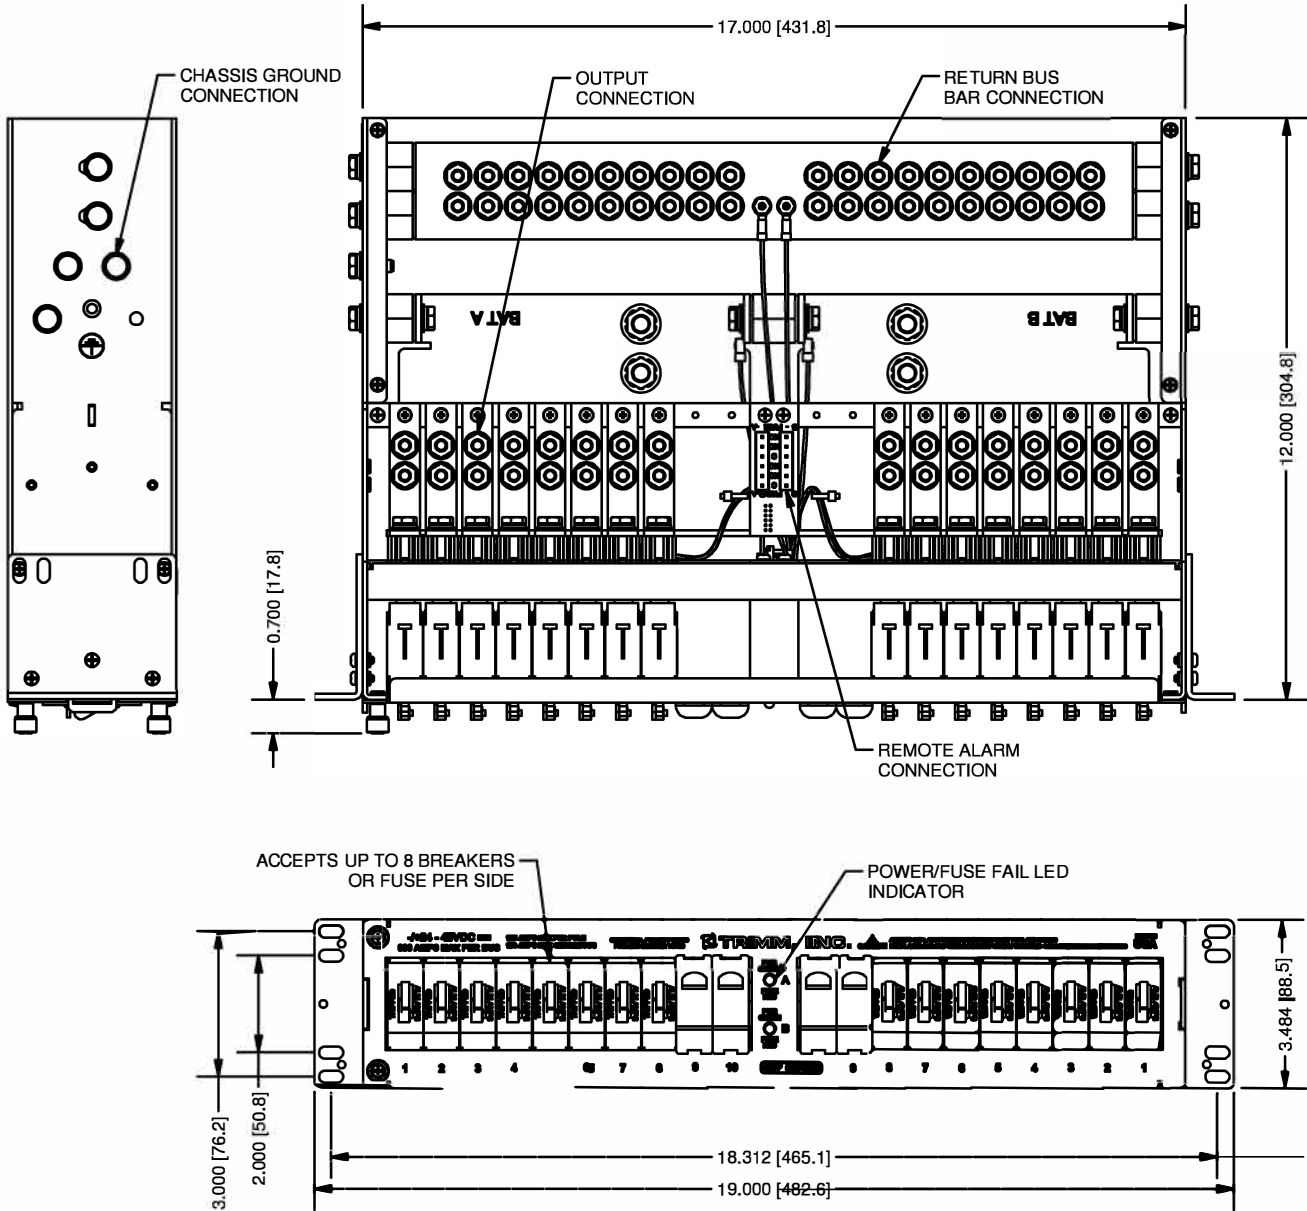 17.000 [431.8]
CHASSIS GROUND
CONNECTION
OUTPUT
CONNECTION
RETURN BUS
BAR CONNECTION
BAT A
BAT B
12.000 [304.8]
0.700 [17.8]
REMOTE ALARM
CONNECTION
ACCEPTS UP TO 8 BREAKERS
OR FUSE PER SIDE
POWER/FUSE FAIL LED
INDICATOR
TRIMM, INC.
A
B
1 2 3 4 7 8 9 10 9 8 7 6 5 4 3 2 1
3.484 [88.5]
3.000 [76.2]
2.000 [50.8]
18.312 [465.1]
19.000 [482.6]